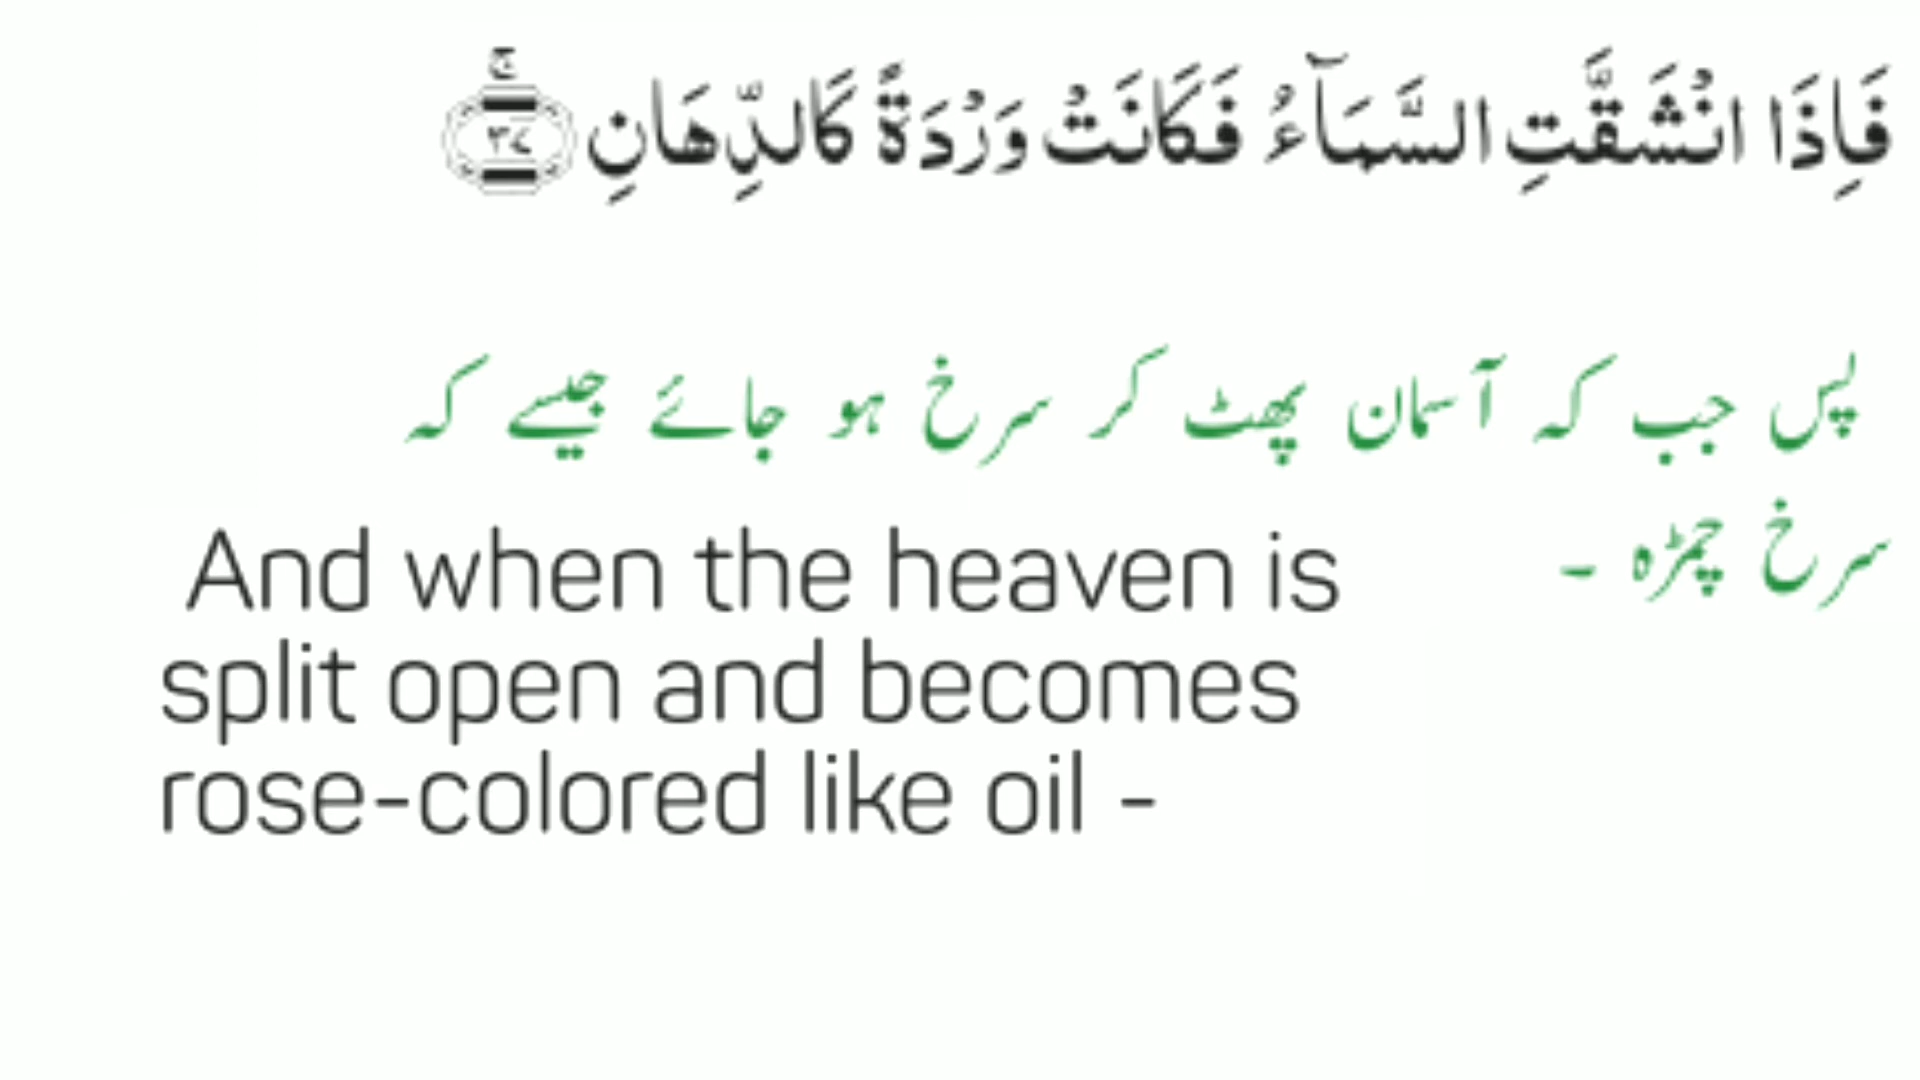 فَاِذَا انْشَقَّتِ السَّمَآءُ فَكَانَتْ وَرْدَةً كَالدِّهَانِ ۚ‏ ﴿۳۷﴾
پس جب کہ آسمان پھٹ کر سرخ ہو جائے جیسے کہ
سرخ چمڑہ ۔
And when the heaven is
split open and becomes
rose-colored like oil -